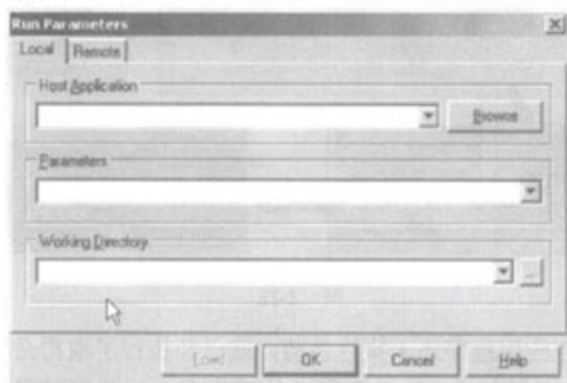 Run Parameters
Local Remote
Host Application
Browse
Parameters
Working Directory
...
Load OK Cancel Help